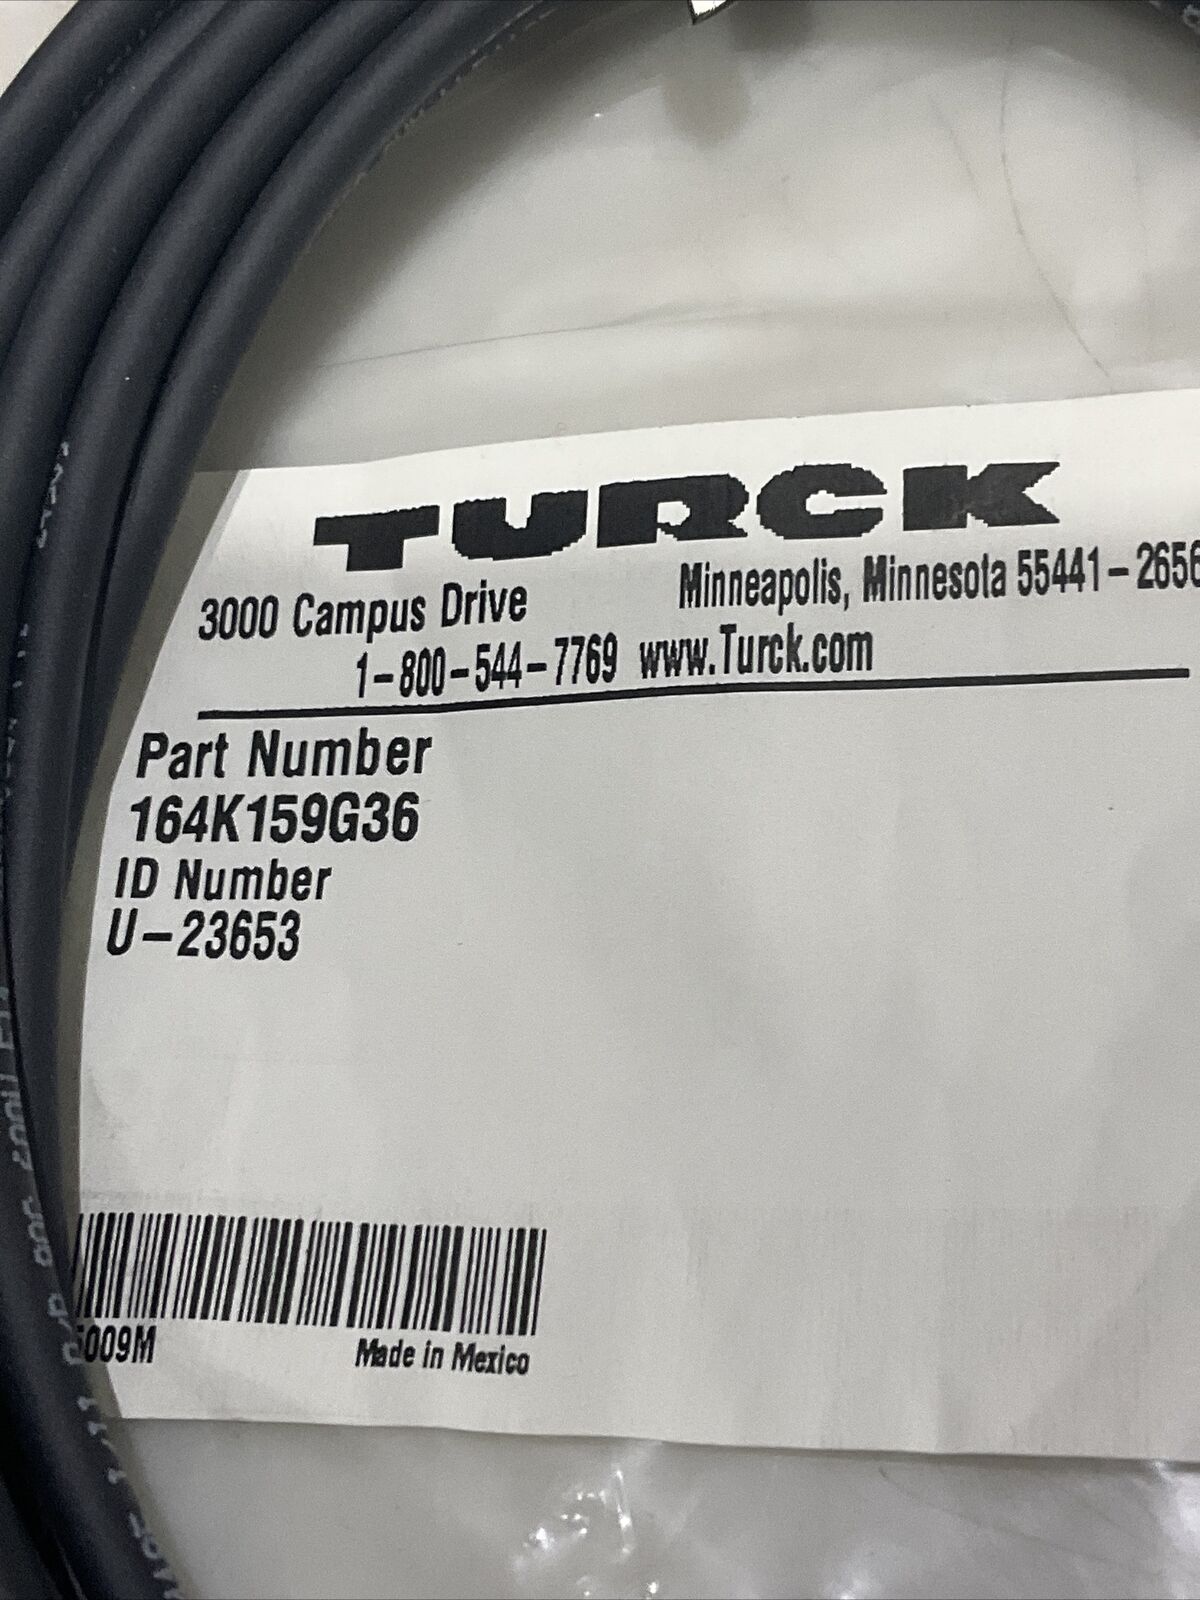 TURCK
3000 Campus Drive Minneapolis, Minnesota 55441-2656
1-800-544-7769 www.Turck.com
Part Number
164K159G36
ID Number
U-23653
5009M Made in Mexico